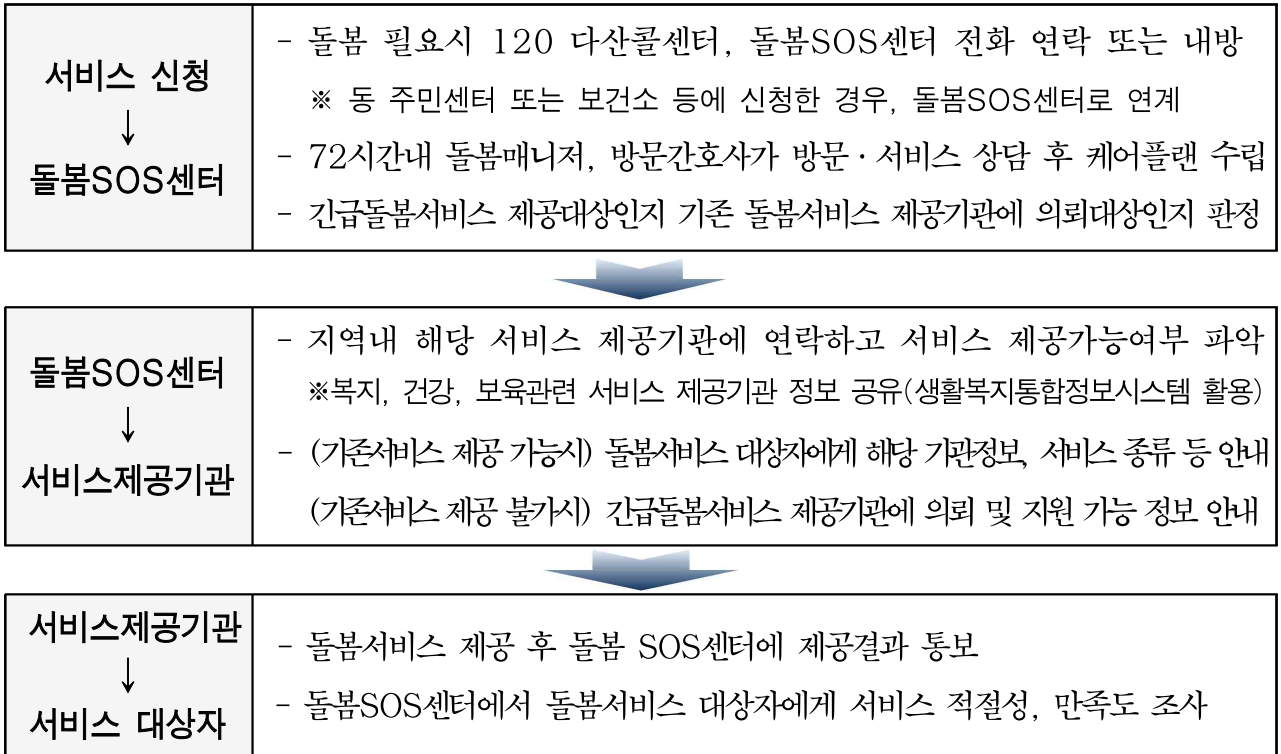 서비스 신청
↓
돌봄SOS센터
- 돌봄 필요시 120 다산콜센터, 돌봄SOS센터 전화 연락 또는 내방
※ 동 주민센터 또는 보건소 등에 신청한 경우, 돌봄SOS센터로 연계
- 72시간내 돌봄매니저, 방문간호사가 방문·서비스 상담 후 케어플랜 수립
- 긴급돌봄서비스 제공대상인지 기존 돌봄서비스 제공기관에 의뢰대상인지 판정
돌봄SOS센터
↓
서비스제공기관
- 지역내 해당 서비스 제공기관에 연락하고 서비스 제공가능여부 파악
※복지, 건강, 보육관련 서비스 제공기관 정보 공유(생활복지통합정보시스템 활용)
- (기존서비스 제공 가능시) 돌봄서비스 대상자에게 해당 기관정보, 서비스 종류 등 안내
(기존서비스 제공 불가시) 긴급돌봄서비스 제공기관에 의뢰 및 지원 가능 정보 안내
서비스제공기관
↓
서비스 대상자
- 돌봄서비스 제공 후 돌봄 SOS센터에 제공결과 통보
- 돌봄SOS센터에서 돌봄서비스 대상자에게 서비스 적절성, 만족도 조사